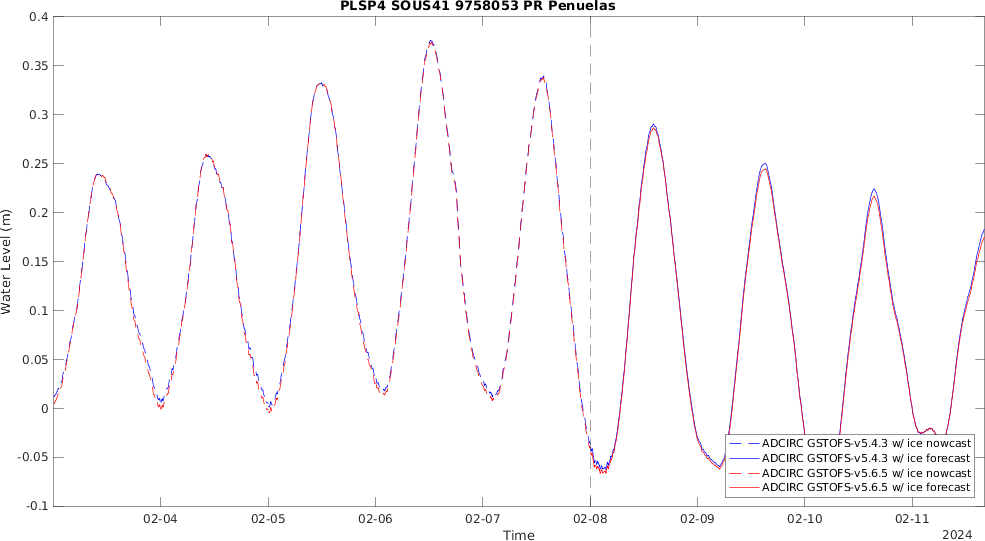 PLSP4 SOUS41 9758053 PR Penuelas
Water Level (m)
0.4
0.35
0.3
0.25
0.2
0.15
0.1
0.05
0
-0.05
-0.1
02-04 02-05 02-06 02-07 02-08 02-09 02-10 02-11
Time
2024
ADCIRC GSTOFS-v5.4.3 w/ ice nowcast
ADCIRC GSTOFS-v5.4.3 w/ ice forecast
ADCIRC GSTOFS-v5.6.5 w/ ice nowcast
ADCIRC GSTOFS-v5.6.5 w/ ice forecast